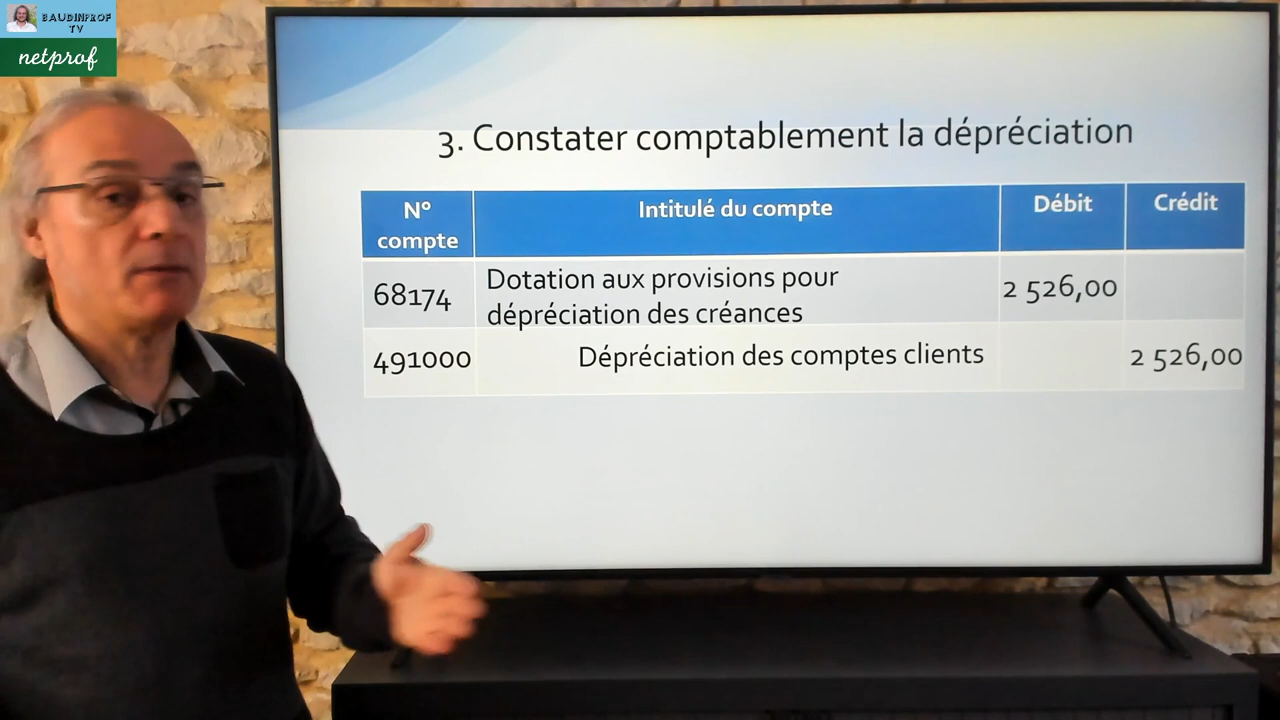 BAUDINPROF
TV
netprof
3. Constater comptablement la dépréciation
N° compte
Intitulé du compte
Débit
Crédit
68174
Dotation aux provisions pour
dépréciation des créances
2 526,00
491000
Dépréciation des comptes clients
2 526,00